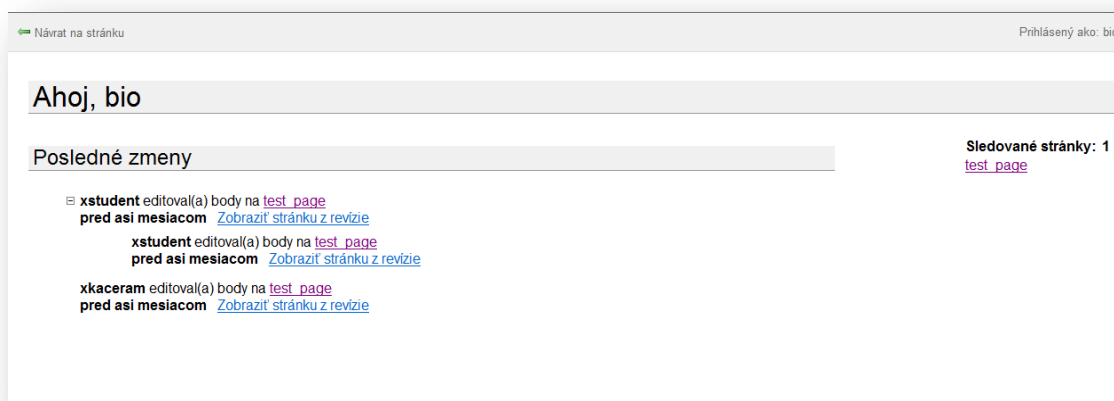 Návrat na stránku
Prihlásený ako:
Ahoj, bio
Posledné zmeny
xstudent editoval(a) body na test_page
pred asi mesiacom Zobraziť stránku z revízie
xstudent editoval(a) body na test_page
pred asi mesiacom Zobraziť stránku z revízie
xkaceram editoval(a) body na test_page
pred asi mesiacom Zobraziť stránku z revízie
Sledované stránky: 1
test_page